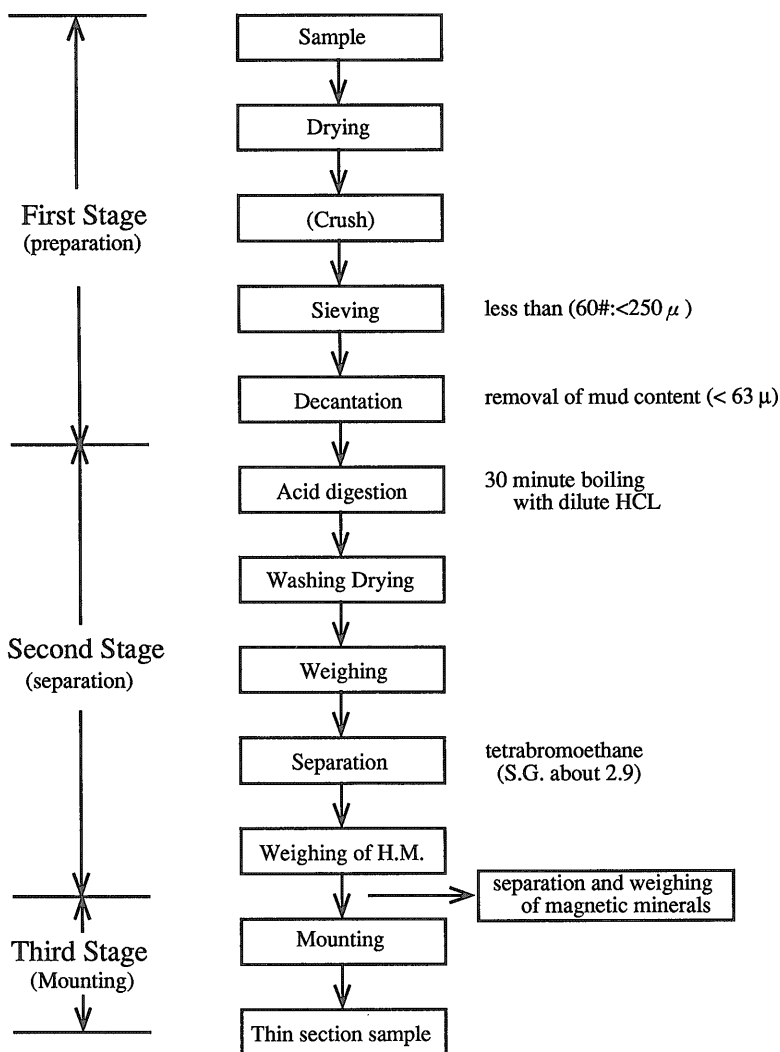 Sample
Drying
(Crush)
First Stage
(preparation)
Sieving
less than (60#:<250 μ )
Decantation
removal of mud content (< 63 μ)
Acid digestion
30 minute boiling
with dilute HCL
Washing Drying
Second Stage
(separation)
Weighing
Separation
tetrabromoethane
(S.G. about 2.9)
Weighing of H.M.
separation and weighing
of magnetic minerals
Third Stage
(Mounting)
Mounting
Thin section sample